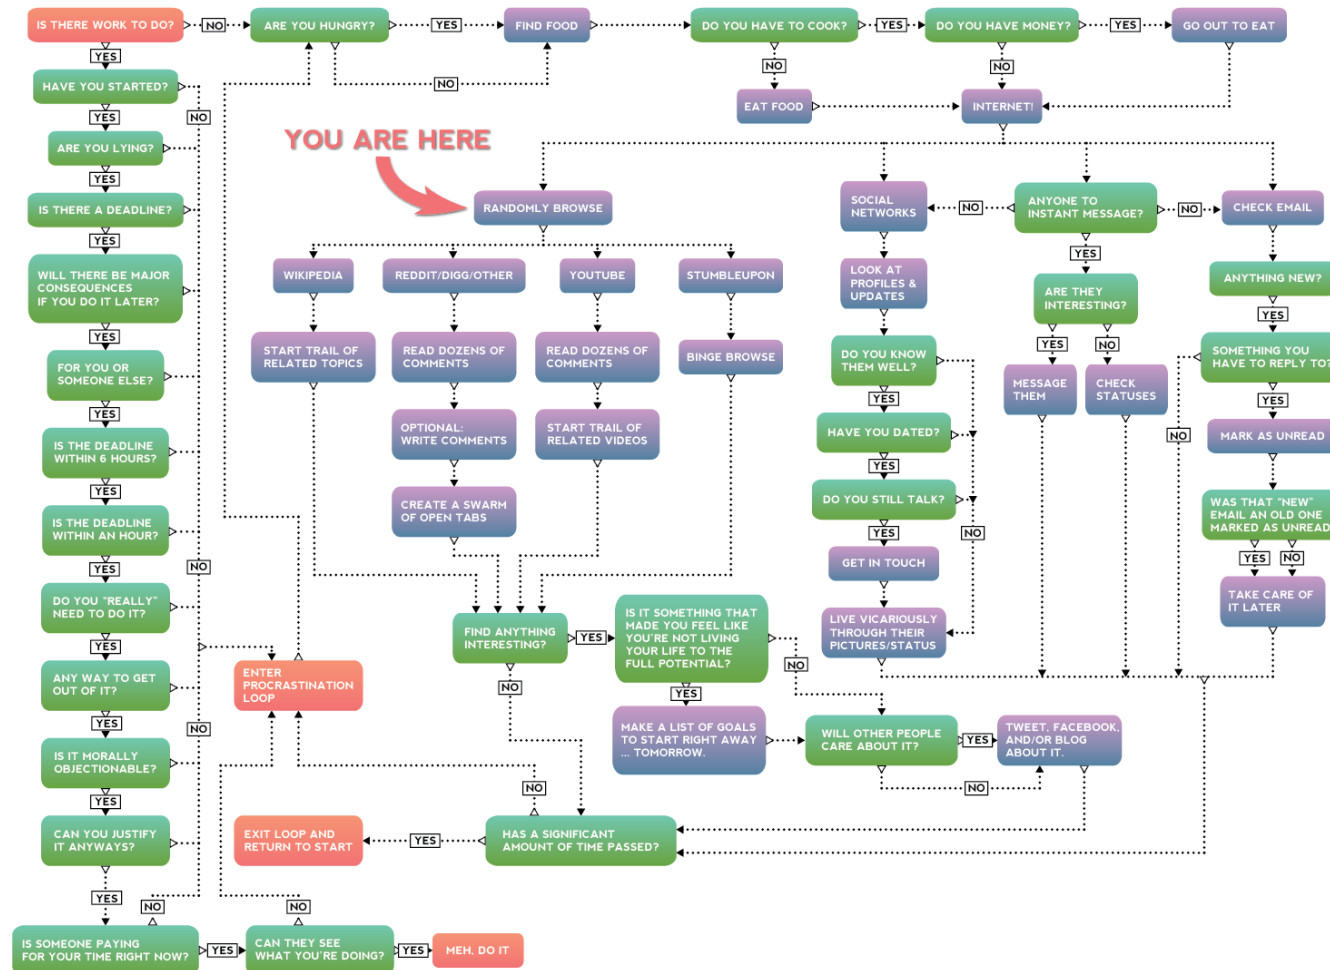 IS THERE WORK TO DO?
NO
ARE YOU HUNGRY?
YES
FIND FOOD
DO YOU HAVE TO COOK?
YES
DO YOU HAVE MONEY?
YES
GO OUT TO EAT
YES
NO
NO
NO
HAVE YOU STARTED?
NO
EAT FOOD
INTERNET!
YES
ARE YOU LYING?
YOU ARE HERE
YES
IS THERE A DEADLINE?
RANDOMLY BROWSE
SOCIAL
NETWORKS
NO
ANYONE TO
INSTANT MESSAGE?
NO
CHECK EMAIL
YES
YES
WILL THERE BE MAJOR
CONSEQUENCES
IF YOU DO IT LATER?
WIKIPEDIA
REDDIT/DIGG/OTHER
YOUTUBE
STUMBLEUPON
LOOK AT
PROFILES &
UPDATES
ARE THEY
INTERESTING?
ANYTHING NEW?
YES
YES
YES
NO
START TRAIL OF
RELATED TOPICS
READ DOZENS OF
COMMENTS
READ DOZENS OF
COMMENTS
BINGE BROWSE
DO YOU KNOW
THEM WELL?
SOMETHING YOU
HAVE TO REPLY TO?
FOR YOU OR
SOMEONE ELSE?
MESSAGE
THEM
CHECK
STATUSES
YES
YES
YES
OPTIONAL:
WRITE COMMENTS
START TRAIL OF
RELATED VIDEOS
HAVE YOU DATED?
NO
MARK AS UNREAD
IS THE DEADLINE
WITHIN 6 HOURS?
YES
YES
DO YOU STILL TALK?
CREATE A SWARM
OF OPEN TABS
WAS THAT "NEW"
EMAIL AN OLD ONE
MARKED AS UNREAD
IS THE DEADLINE
WITHIN AN HOUR?
YES
NO
YES
NO
YES
NO
GET IN TOUCH
DO YOU "REALLY"
NEED TO DO IT?
TAKE CARE OF
IT LATER
YES
FIND ANYTHING
INTERESTING?
YES
IS IT SOMETHING THAT
MADE YOU FEEL LIKE
YOU'RE NOT LIVING
YOUR LIFE TO THE
FULL POTENTIAL?
LIVE VICARIOUSLY
THROUGH THEIR
PICTURES/STATUS
NO
ANY WAY TO GET
OUT OF IT?
ENTER
PROCRASTINATION
LOOP
NO
YES
YES
NO
MAKE A LIST OF GOALS
TO START RIGHT AWAY
... TOMORROW.
WILL OTHER PEOPLE
CARE ABOUT IT?
YES
TWEET, FACEBOOK,
AND/OR BLOG
ABOUT IT.
IS IT MORALLY
OBJECTIONABLE?
NO
NO
YES
CAN YOU JUSTIFY
IT ANYWAYS?
EXIT LOOP AND
RETURN TO START
YES
HAS A SIGNIFICANT
AMOUNT OF TIME PASSED?
YES
NO
NO
IS SOMEONE PAYING
FOR YOUR TIME RIGHT NOW?
YES
CAN THEY SEE
WHAT YOU'RE DOING?
YES
MEH, DO IT